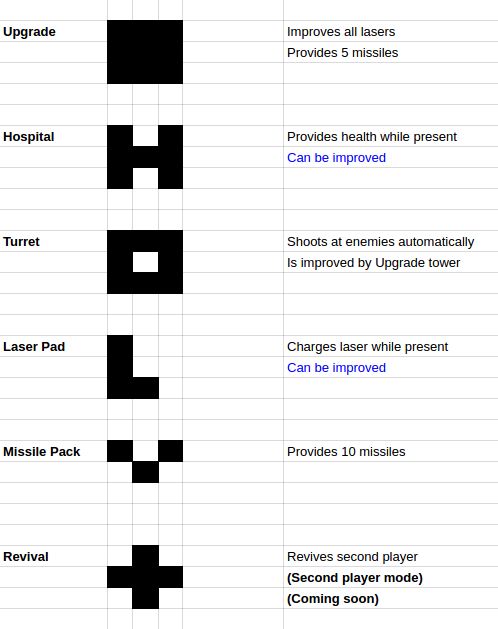 Upgrade
Improves all lasers
Provides 5 missiles
Hospital
Provides health while present
Can be improved
Turret
Shoots at enemies automatically
Is improved by Upgrade tower
Laser Pad
Charges laser while present
Can be improved
Missile Pack
Provides 10 missiles
Revival
Revives second player
(Second player mode)
(Coming soon)